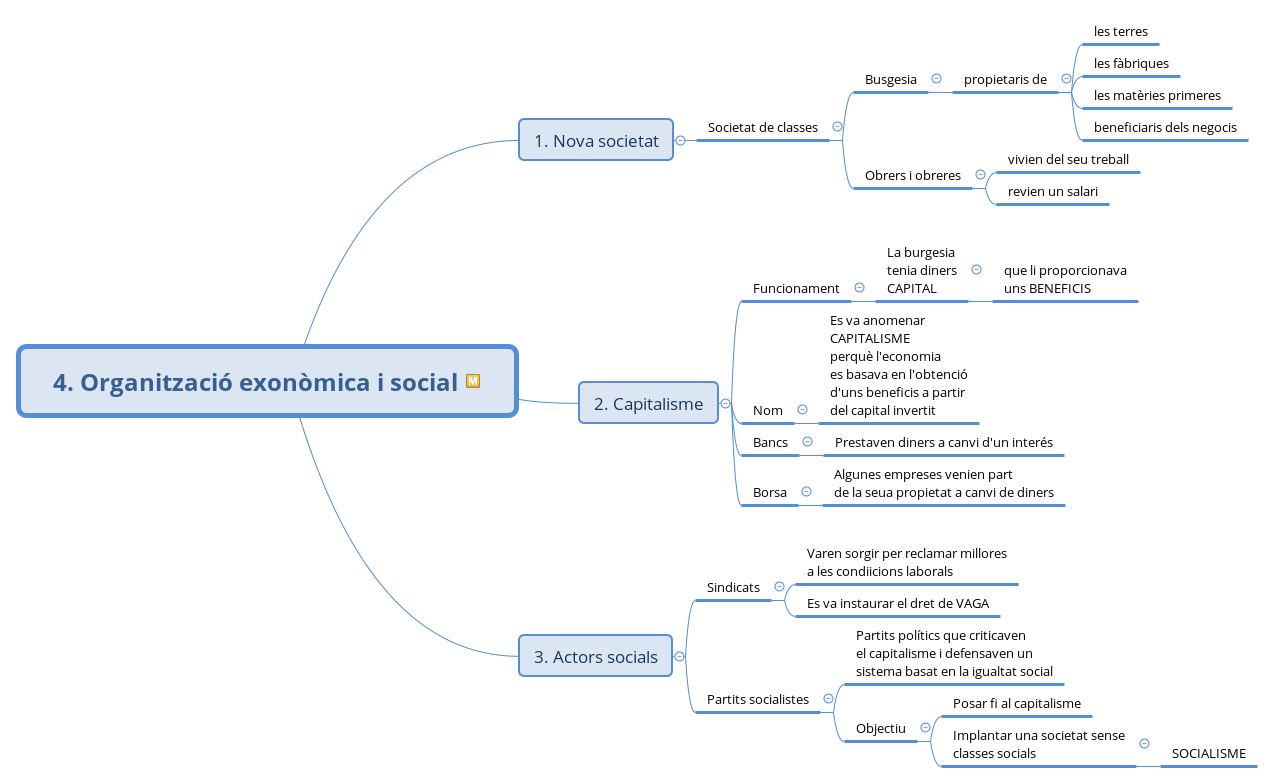 4. Organització exonòmica i social
M
1. Nova societat
Societat de classes
Busgesia
propietaris de
les terres
les fàbriques
les matèries primeres
beneficiaris dels negocis
Obrers i obreres
vivien del seu treball
revien un salari
2. Capitalisme
Funcionament
La burgesia
tenia diners
CAPITAL
que li proporcionava
uns BENEFICIS
Nom
Es va anomenar
CAPITALISME
perquè l'economia
es basava en l'obtenció
d'uns beneficis a partir
del capital invertit
Bancs
Prestaven diners a canvi d'un interés
Borsa
Algunes empreses venien part
de la seua propietat a canvi de diners
3. Actors socials
Sindicats
Varen sorgir per reclamar millores
a les condiicions laborals
Es va instaurar el dret de VAGA
Partits socialistes
Partits polítics que criticaven
el capitalisme i defensaven un
sistema basat en la igualtat social
Objectiu
Posar fi al capitalisme
Implantar una societat sense
classes socials
SOCIALISME